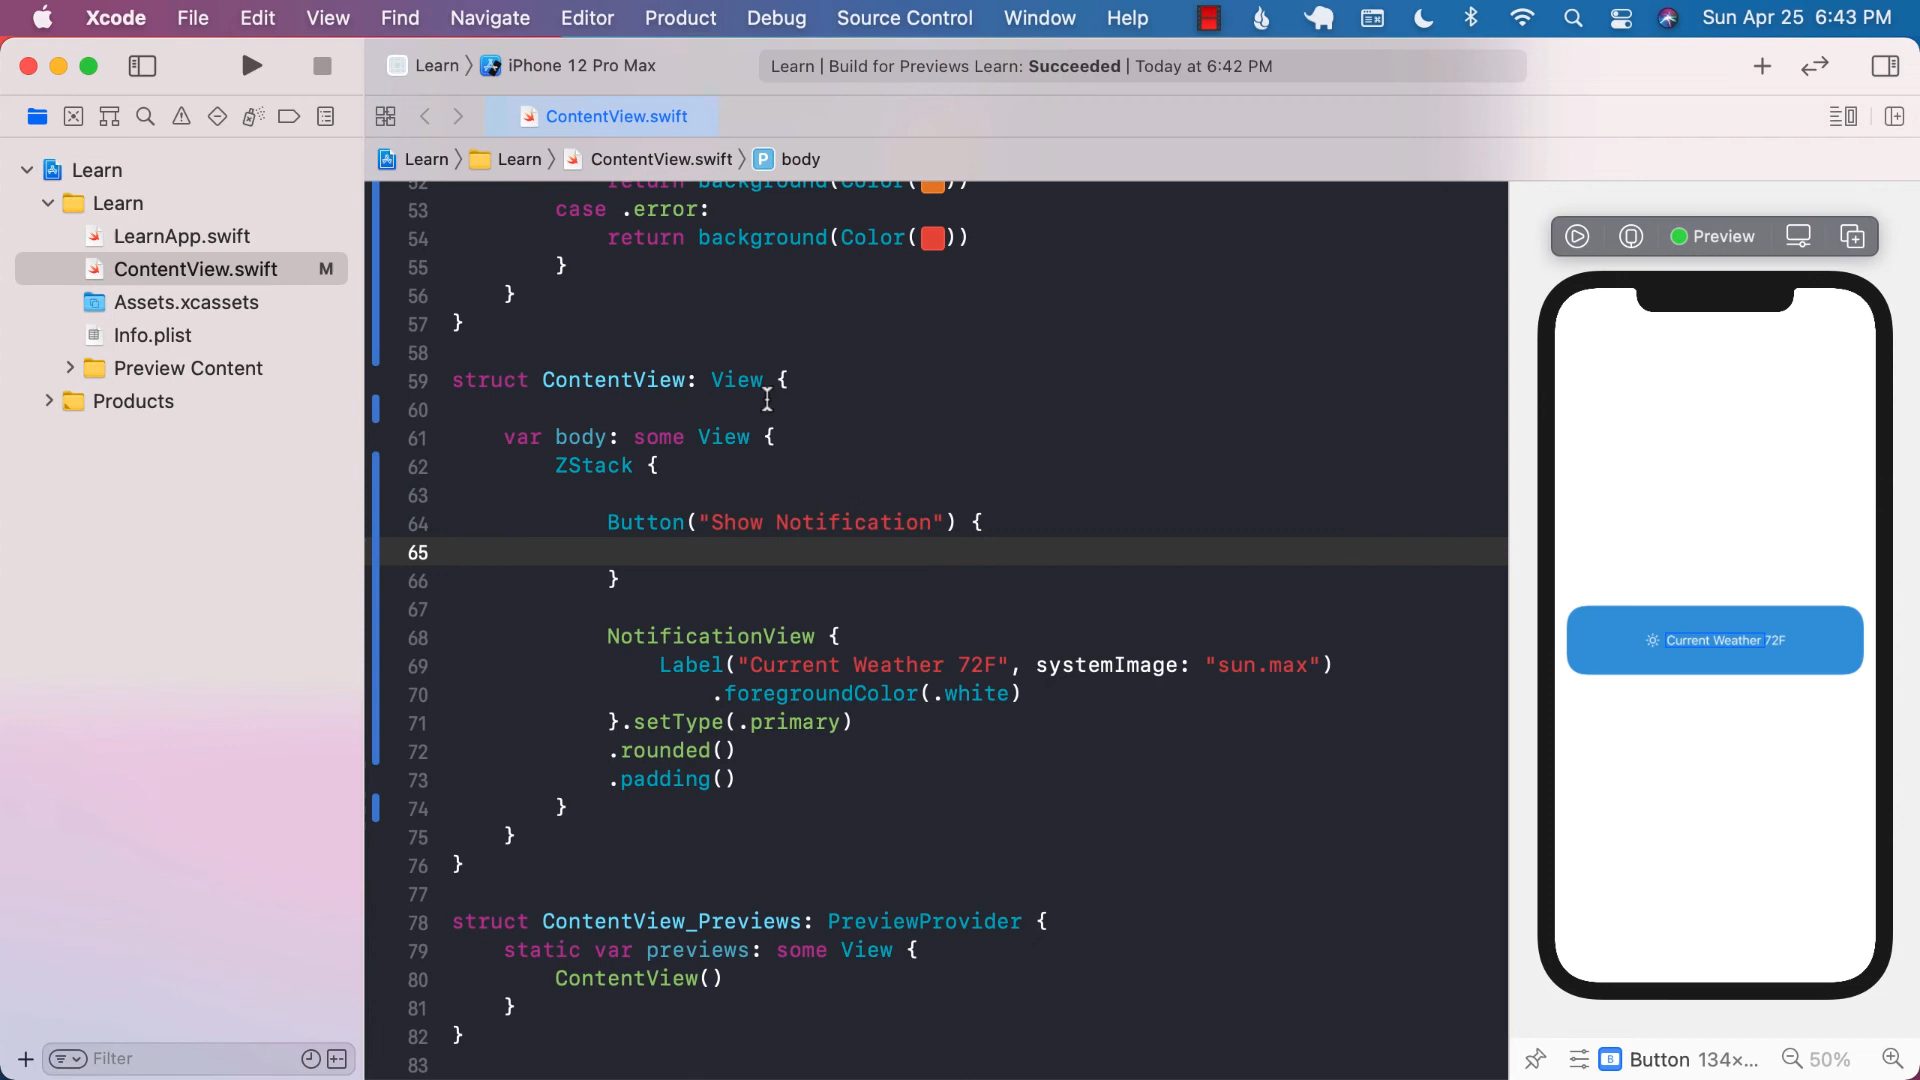 Xcode File Edit View Find Navigate Editor Product Debug Source Control Window Help Sun Apr 25 6:43 PM
Learn iPhone 12 Pro Max
Learn | Build for Previews Learn: Succeeded | Today at 6:42 PM
ContentView.swift
Learn Learn ContentView.swift P body
Learn
Learn
LearnApp.swift
ContentView.swift M
Assets.xcassets
Info.plist
Preview Content
Products
Filter
52 return background(Color( ))
53 case .error:
54 return background(Color( ))
55 }
56 }
57 }
58
59 struct ContentView: View {
60
61 var body: some View {
62 ZStack {
63
64 Button("Show Notification") {
65
66 }
67
68 NotificationView {
69 Label("Current Weather 72F", systemImage: "sun.max")
70 .foregroundColor(.white)
71 }.setType(.primary)
72 .rounded()
73 .padding()
74 }
75 }
76 }
77
78 struct ContentView_Previews: PreviewProvider {
79 static var previews: some View {
80 ContentView()
81 }
82 }
83
Preview
Current Weather 72F
B Button 134×... 50%